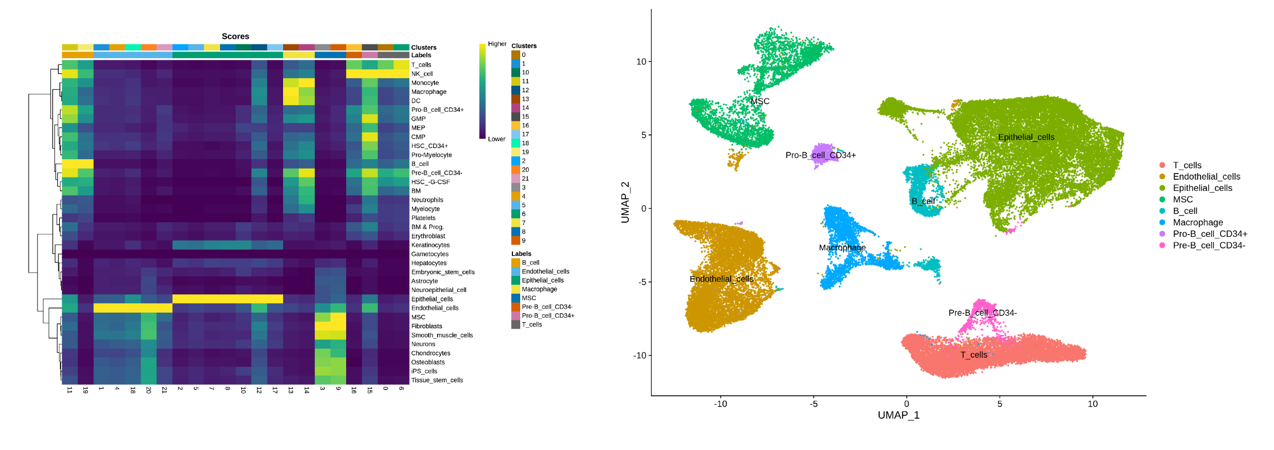 Scores
Clusters
Labels
T_cells
NK_cell
Monocyte
Macrophage
DC
Pro-B_cell_CD34+
GMP
MEP
CMP
HSC_CD34+
Pro-Myelocyte
B_cell
Pre-B_cell_CD34-
HSC_-G-CSF
BM
Neutrophils
Myelocyte
Platelets
BM & Prog.
Erythroblast
Keratinocytes
Gametocytes
Hepatocytes
Embryonic_stem_cells
Astrocyte
Neuroepithelial_cell
Epithelial_cells
Endothelial_cells
MSC
Fibroblasts
Smooth_muscle_cells
Neurons
Chondrocytes
Osteoblasts
iPS_cells
Tissue_stem_cells
11 19 1 4 18 20 21 2 5 7 8 10 12 17 13 14 3 9 16 15 0 6
Higher
Lower
Clusters
0
1
10
11
12
13
14
15
16
17
18
19
2
20
21
3
4
5
6
7
8
9
Labels
B_cell
Endothelial_cells
Epithelial_cells
Macrophage
MSC
Pre-B_cell_CD34-
Pro-B_cell_CD34+
T_cells
UMAP_2
10
5
0
-5
-10
MSC
Pro-B_cell_CD34+
Epithelial_cells
B_cell
Macrophage
Endothelial_cells
Pre-B_cell_CD34-
T_cells
-10 -5 0 5 10
UMAP_1
T_cells
Endothelial_cells
Epithelial_cells
MSC
B_cell
Macrophage
Pro-B_cell_CD34+
Pre-B_cell_CD34-